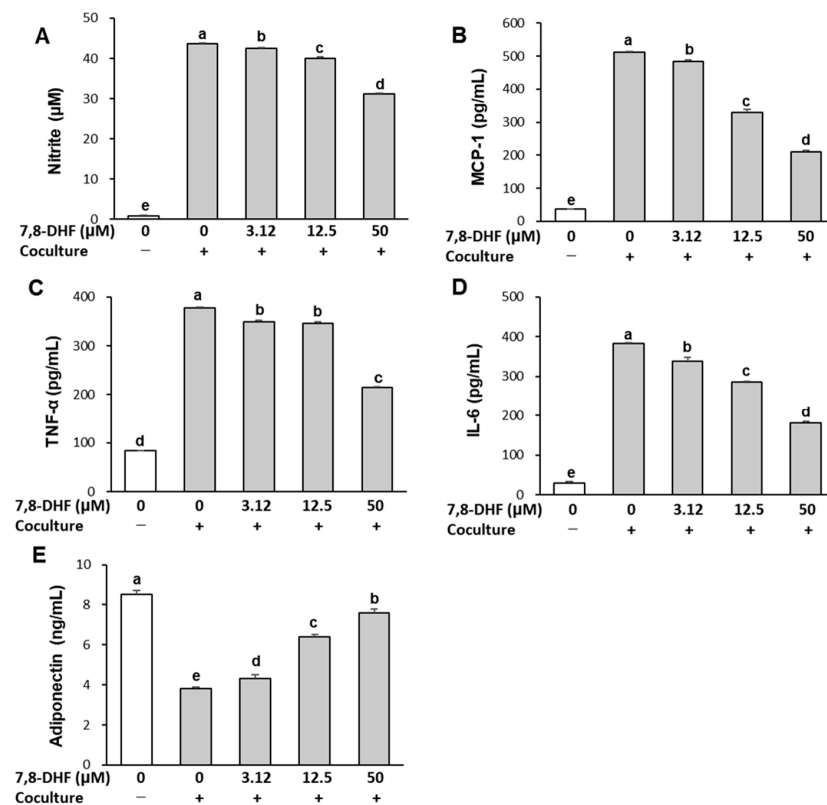 A
Nitrite (µM)
50
40
30
20
10
0
a
b
c
d
e
7,8-DHF (µM) 0 0 3.12 12.5 50
Coculture – + + + +
B
MCP-1 (pg/mL)
600
500
400
300
200
100
0
a
b
c
d
e
7,8-DHF (µM) 0 0 3.12 12.5 50
Coculture – + + + +
C
TNF-α (pg/mL)
400
300
200
100
0
a
b
b
c
d
7,8-DHF (µM) 0 0 3.12 12.5 50
Coculture – + + + +
D
IL-6 (pg/mL)
500
400
300
200
100
0
a
b
c
d
e
7,8-DHF (µM) 0 0 3.12 12.5 50
Coculture – + + + +
E
Adiponectin (ng/mL)
10
8
6
4
2
0
a
e
d
c
b
7,8-DHF (µM) 0 0 3.12 12.5 50
Coculture – + + + +